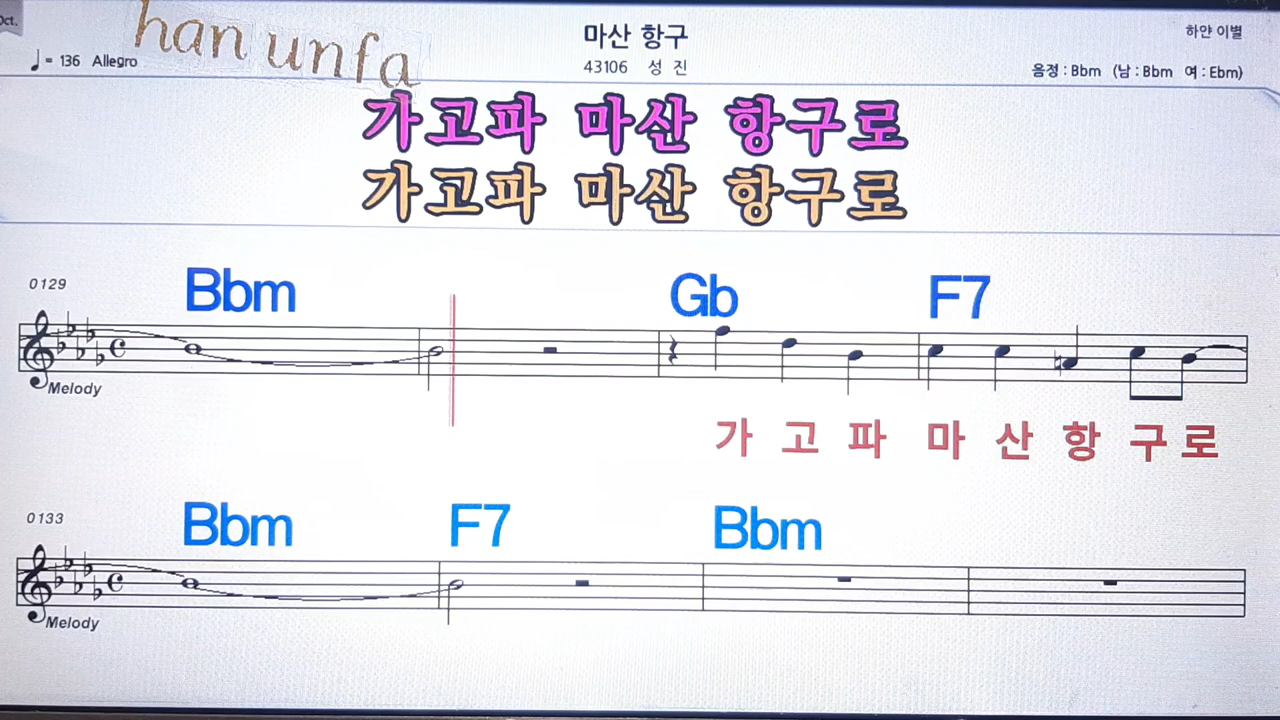 Oct.
han unfa
마산 항구
하얀 이별
♩= 136 Allegro
43106 성 진
음정 : Bbm (남 : Bbm 여 : Ebm)
가고파 마산 항구로
가고파 마산 항구로
0129
Bbm Gb F7
Melody
가 고 파 마 산 항 구 로
0133
Bbm F7 Bbm
Melody